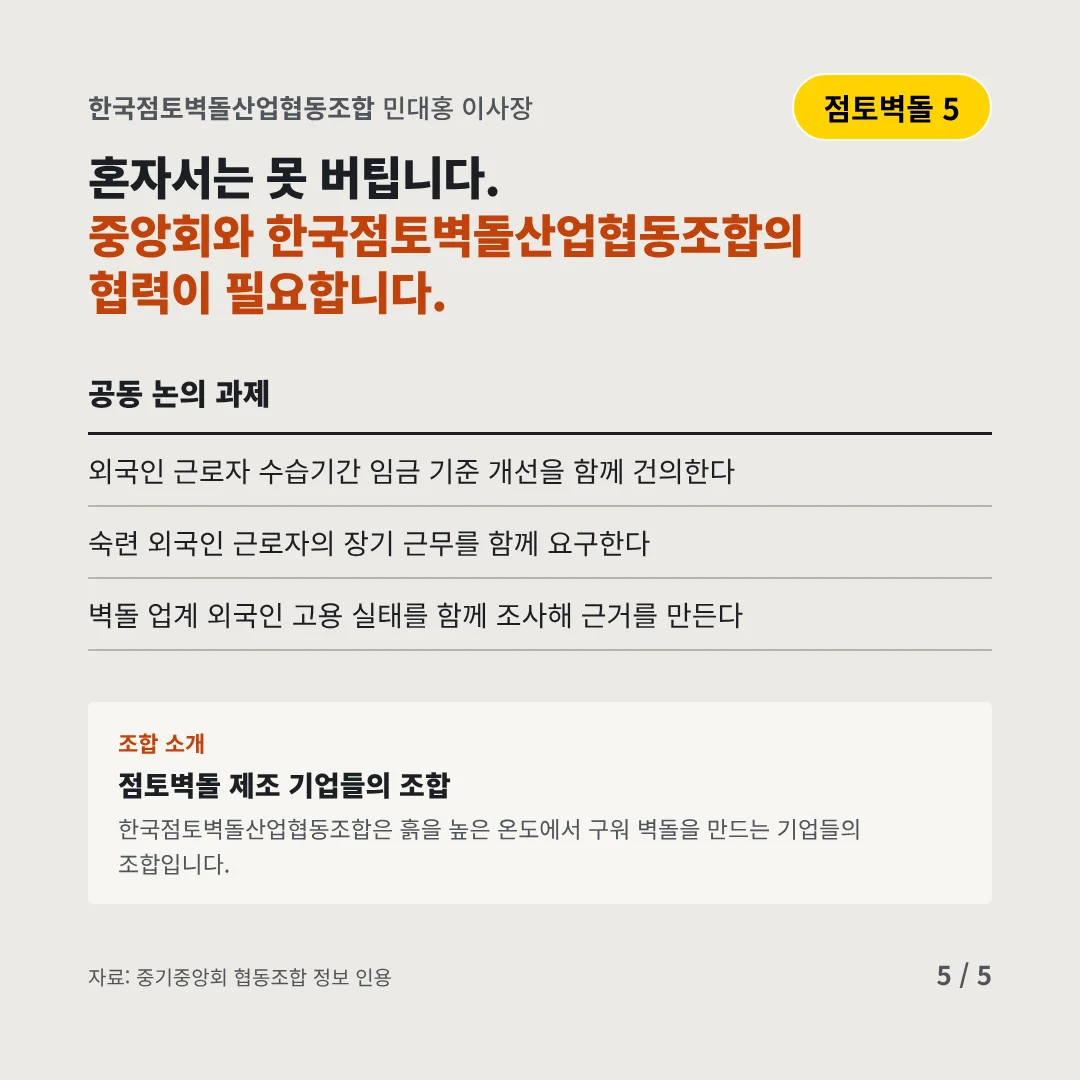 한국점토벽돌산업협동조합 민대홍 이사장
점토벽돌 5
혼자서는 못 버팁니다.
중앙회와 한국점토벽돌산업협동조합의
협력이 필요합니다.
공동 논의 과제
외국인 근로자 수습기간 임금 기준 개선을 함께 건의한다
숙련 외국인 근로자의 장기 근무를 함께 요구한다
벽돌 업계 외국인 고용 실태를 함께 조사해 근거를 만든다
조합 소개
점토벽돌 제조 기업들의 조합
한국점토벽돌산업협동조합은 흙을 높은 온도에서 구워 벽돌을 만드는 기업들의
조합입니다.
자료: 중기중앙회 협동조합 정보 인용
5 / 5